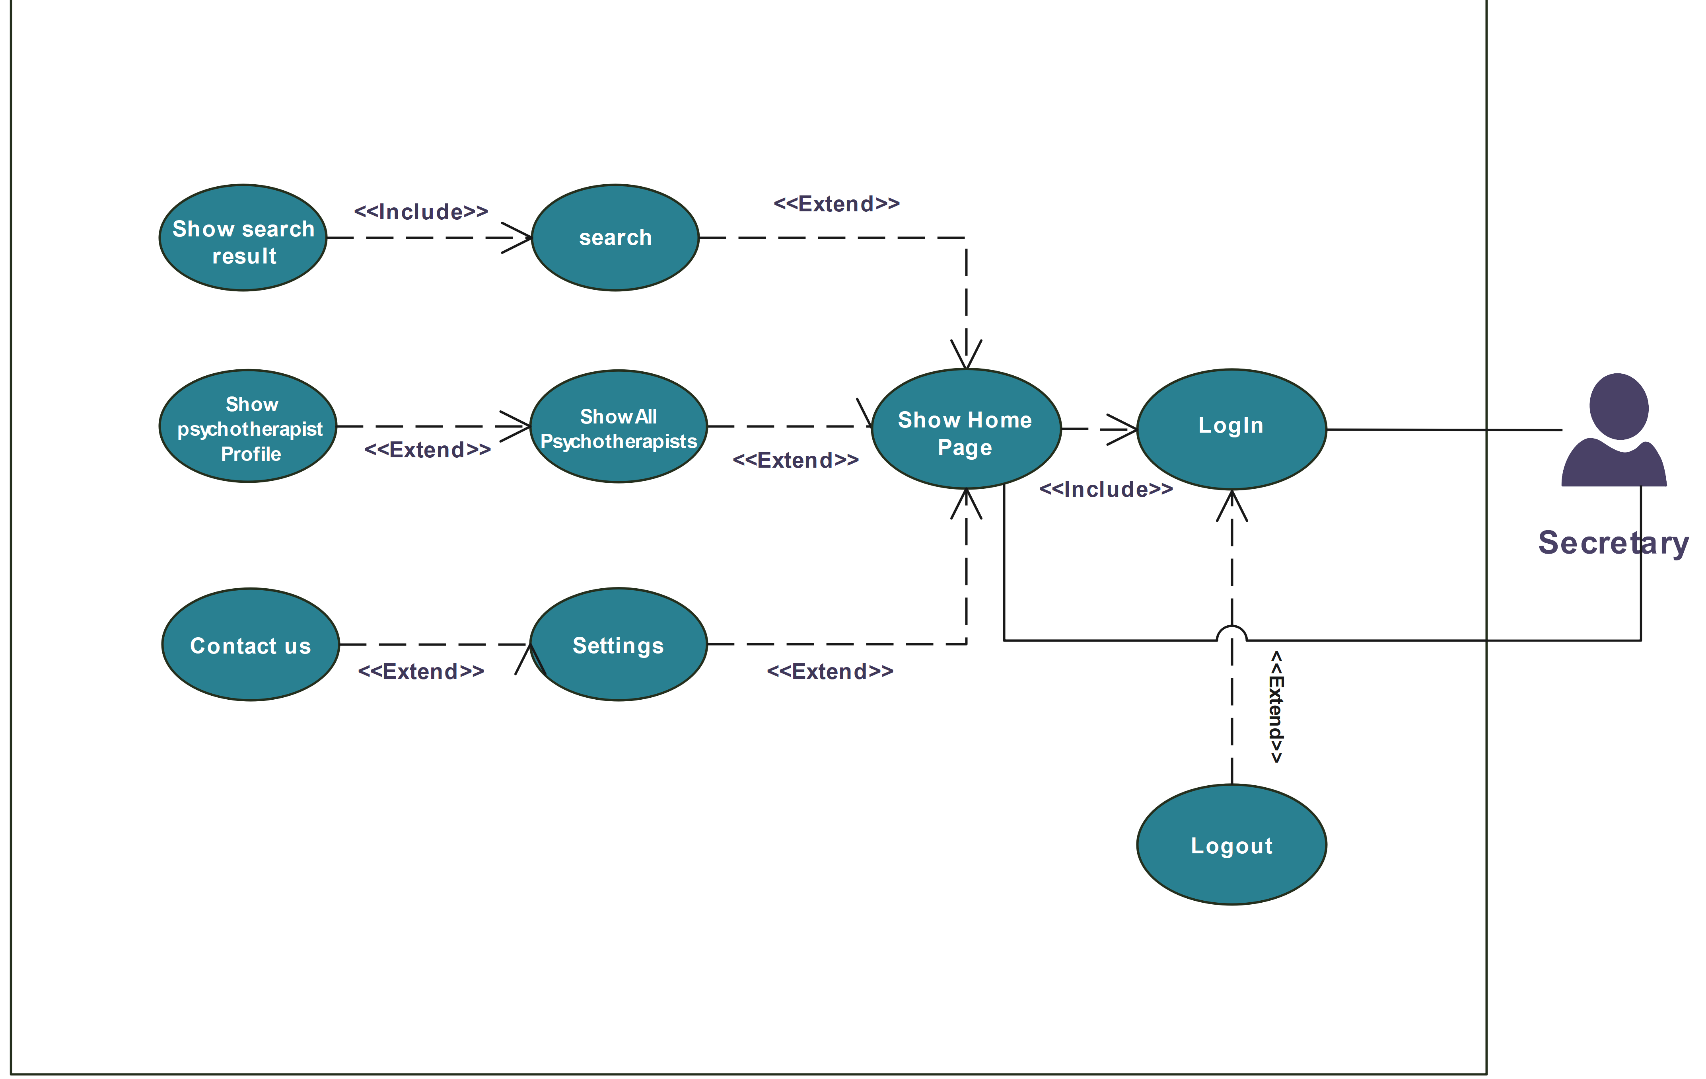 <<Include>>
<<Extend>>
Show search
result
search
Show
psychotherapist
Profile
<<Extend>>
Show All
Psychotherapists
<<Extend>>
Show Home
Page
<<Include>>
LogIn
Secretary
Contact us
<<Extend>>
Settings
<<Extend>>
<<Extend>>
Logout